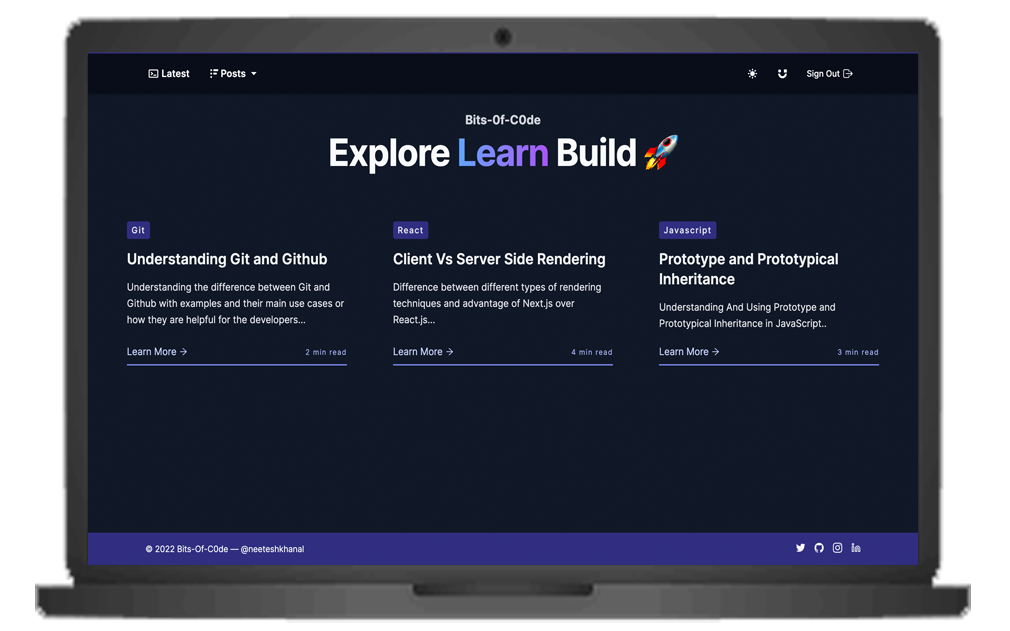 Latest
Posts
Sign Out
Bits-Of-C0de
Explore Learn Build 🚀
Git
Understanding Git and Github
Understanding the difference between Git and
Github with examples and their main use cases or
how they are helpful for the developers...
Learn More →
2 min read
React
Client Vs Server Side Rendering
Difference between different types of rendering
techniques and advantage of Next.js over
React.js...
Learn More →
4 min read
Javascript
Prototype and Prototypical
Inheritance
Understanding And Using Prototype and
Prototypical Inheritance in JavaScript..
Learn More →
3 min read
© 2022 Bits-Of-C0de — @neeteshkhanal